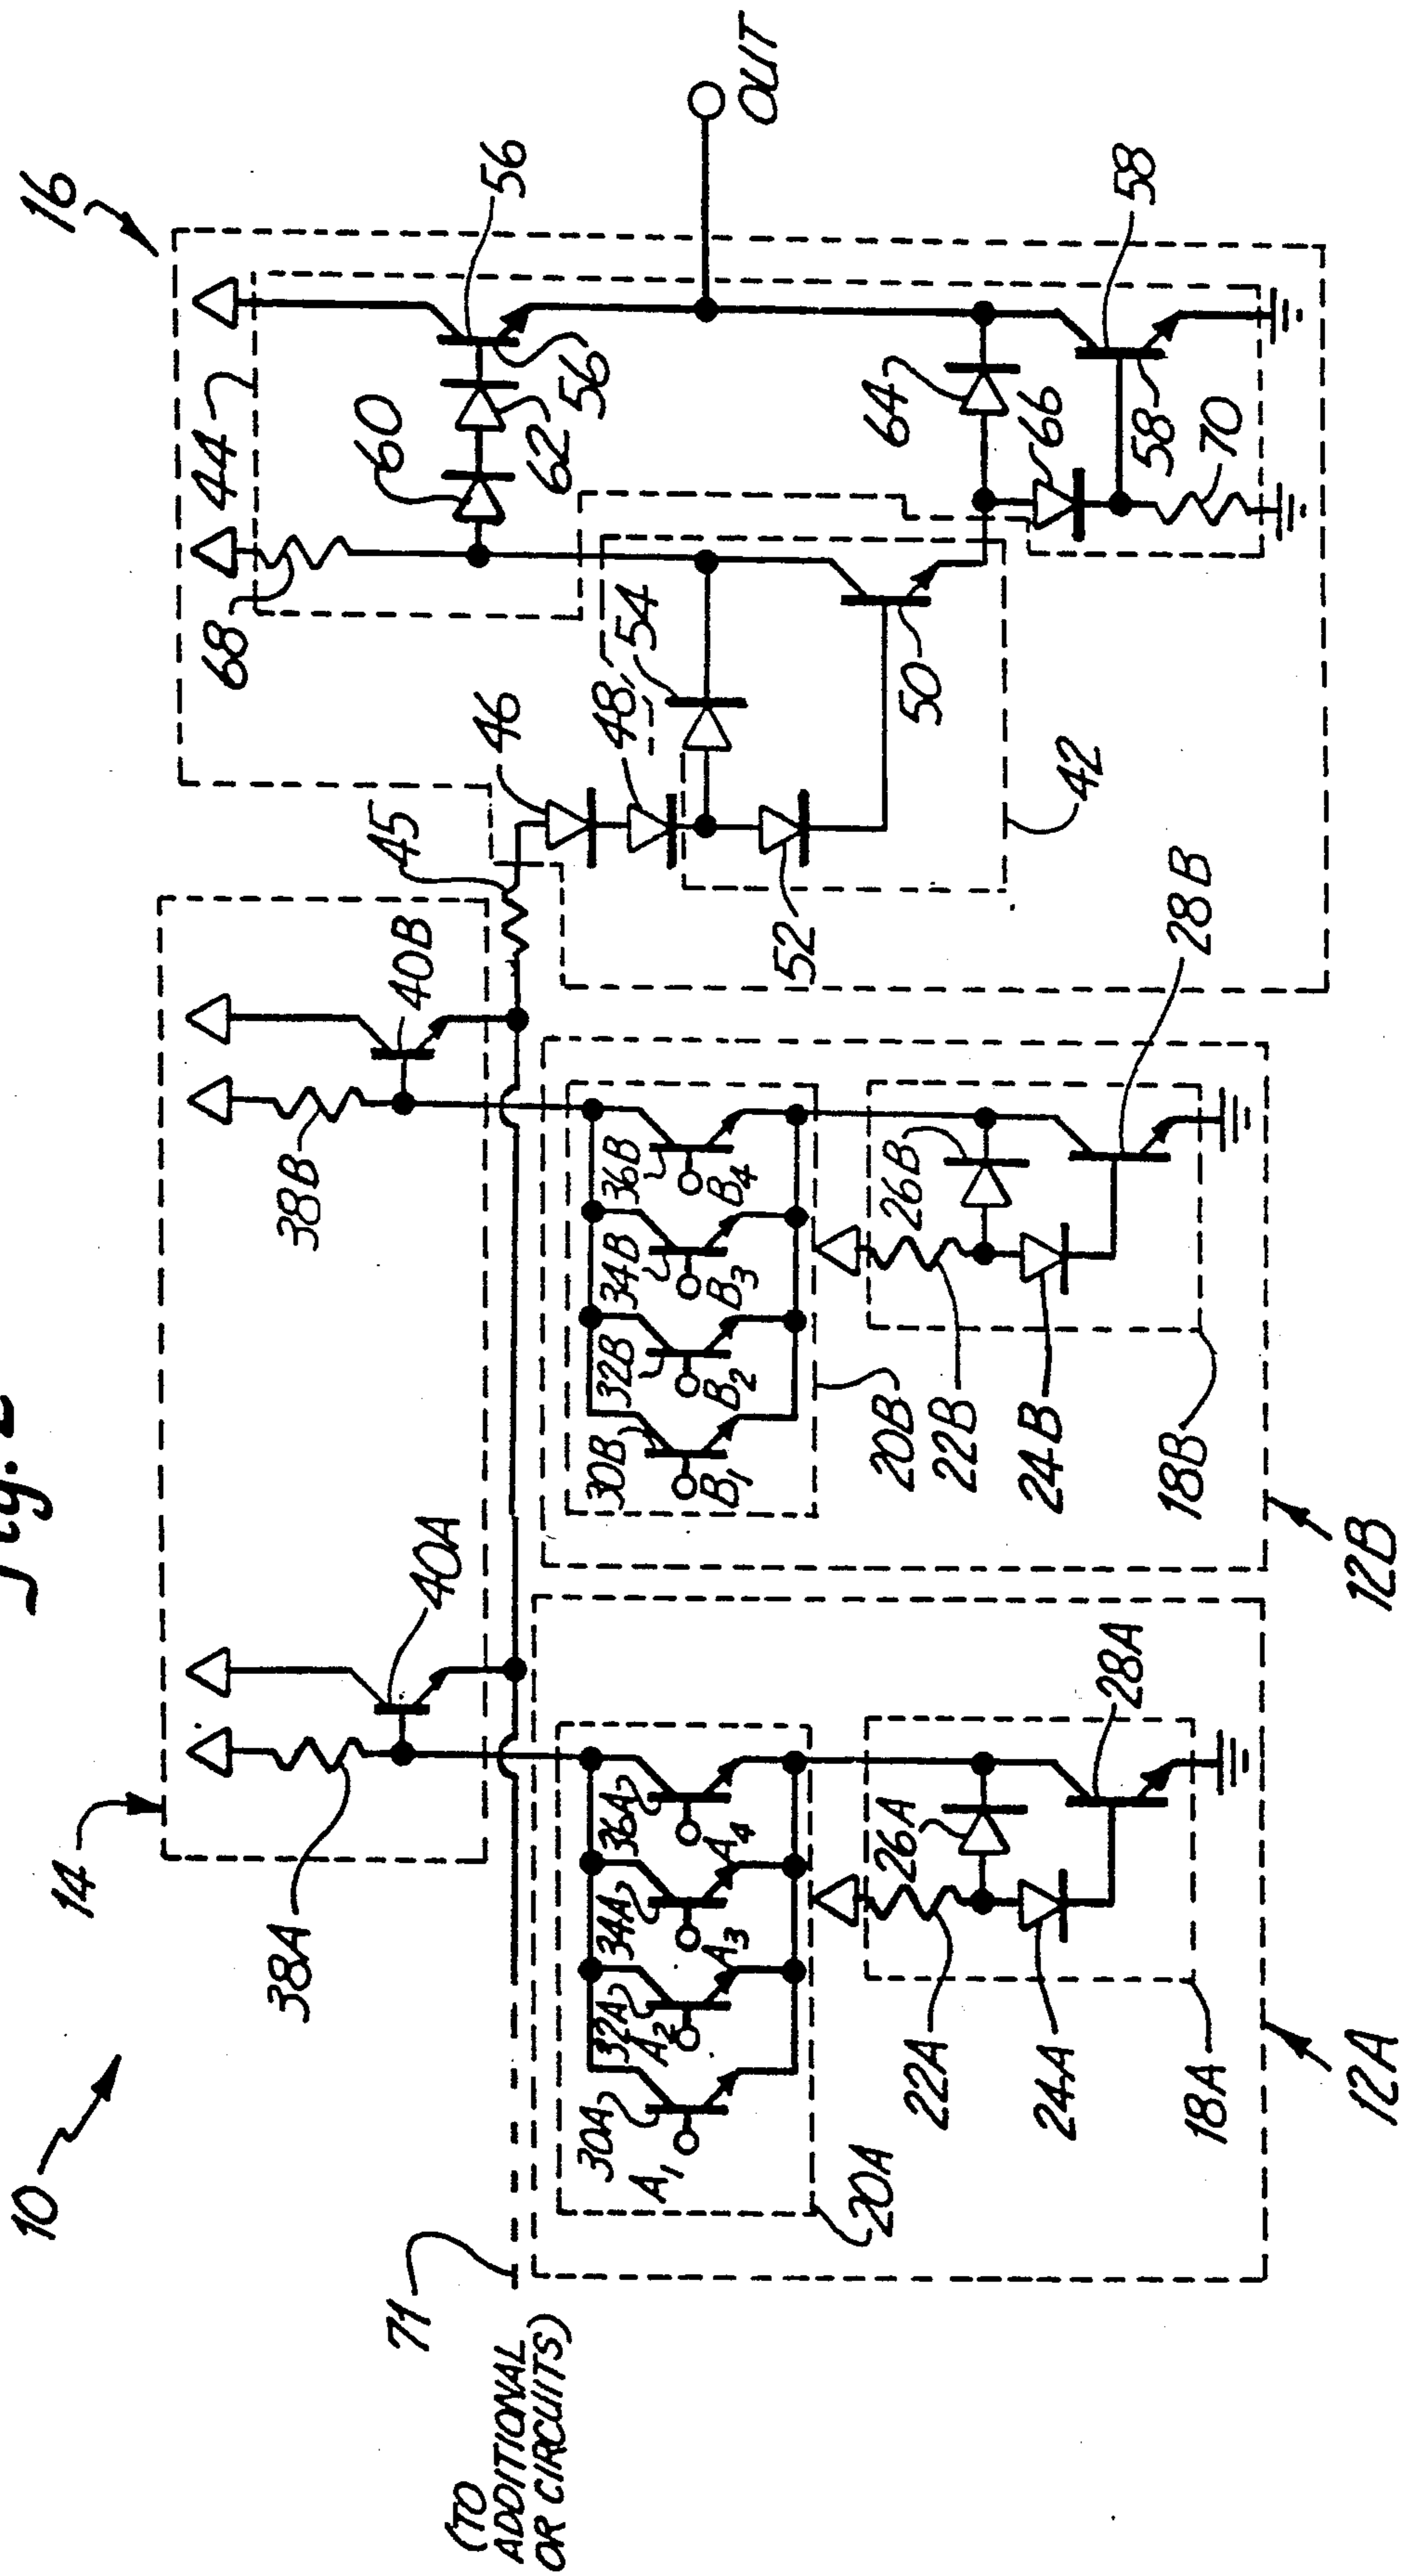 Fig. 2
10
14
16
38A
40A
38B
40B
45
46
48
54
68
44
60
62
56
56
OUT
71
(TO
ADDITIONAL
OR CIRCUITS)
30A
32A
34A
36A
A1
A2
A3
A4
20A
22A
26A
24A
28A
18A
12A
30B
32B
34B
36B
B1
B2
B3
B4
20B
22B
26B
24B
28B
18B
12B
52
50
42
64
66
58
58
70